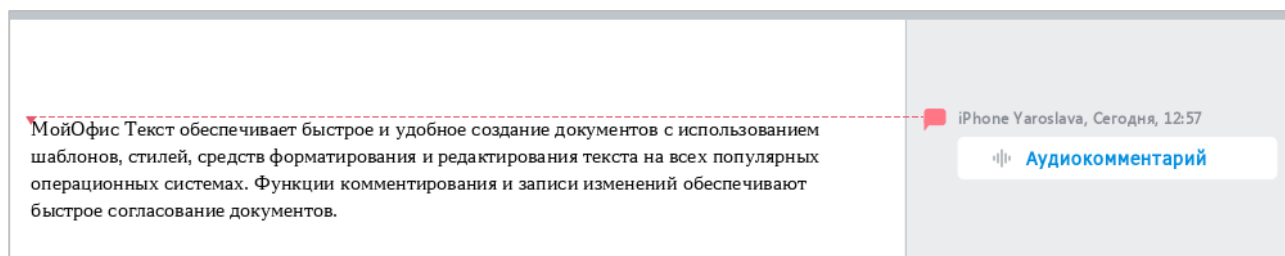 iPhone Yaroslava, Сегодня, 12:57
МойОфис Текст обеспечивает быстрое и удобное создание документов с использованием
шаблонов, стилей, средств форматирования и редактирования текста на всех популярных
операционных системах. Функции комментирования и записи изменений обеспечивают
быстрое согласование документов.
Аудиокомментарий